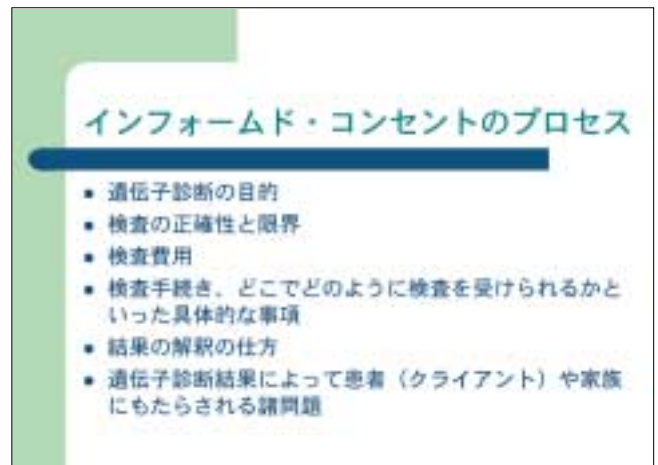 インフォームド・コンセントのプロセス
遺伝子診断の目的
検査の正確性と限界
検査費用
検査手続き、どこでどのように検査を受けられるかと
いった具体的な事項
結果の解釈の仕方
遺伝子診断結果によって患者（クライアント）や家族
にもたらされる諸問題